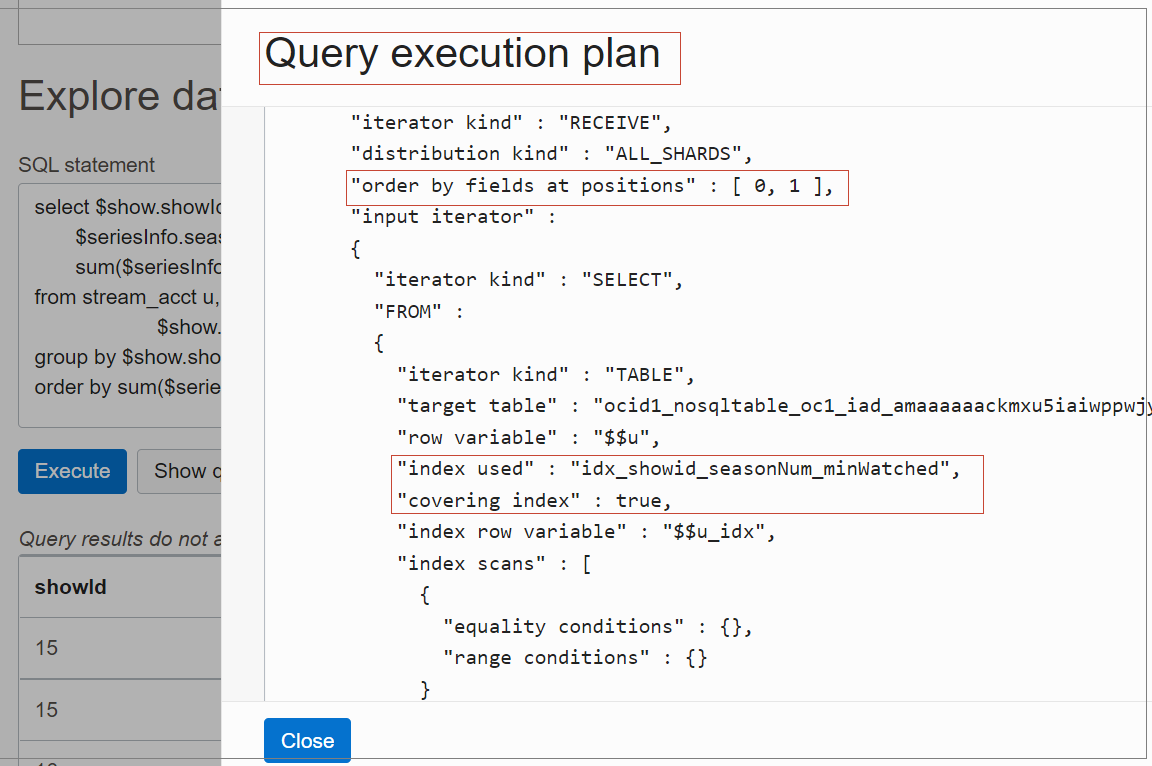 Explore da
SQL statement
select $show.showId
$seriesInfo.seas
sum($seriesInfo
from stream_acct u,
$show.
group by $show.sho
order by sum($serie
Execute
Show q
Query results do not a
showId
15
15
Query execution plan
"iterator kind" : "RECEIVE",
"distribution kind" : "ALL_SHARDS",
"order by fields at positions" : [ 0, 1 ],
"input iterator" :
{
"iterator kind" : "SELECT",
"FROM" :
{
"iterator kind" : "TABLE",
"target table" : "ocid1_nosqltable_oc1_iad_amaaaaaackmxu5iaiwppwjy
"row variable" : "$$u",
"index used" : "idx_showid_seasonNum_minWatched",
"covering index" : true,
"index row variable" : "$$u_idx",
"index scans" : [
{
"equality conditions" : {},
"range conditions" : {}
}
Close